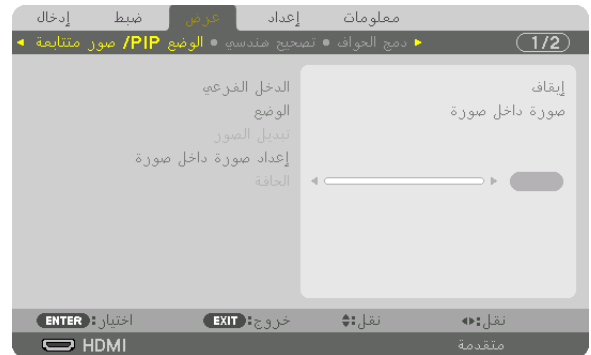 إدخال ضبط عرض إعداد معلومات
الوضع PIP/ صور متتابعة • تصحيح هندسي • دمج الحواف 1/2
الدخل الفرعي إيقاف
الوضع صورة داخل صورة
تبديل الصور
إعداد صورة داخل صورة
الحافة
ENTER :اختيار EXIT :خروج نقل: نقل:
HDMI متقدمة